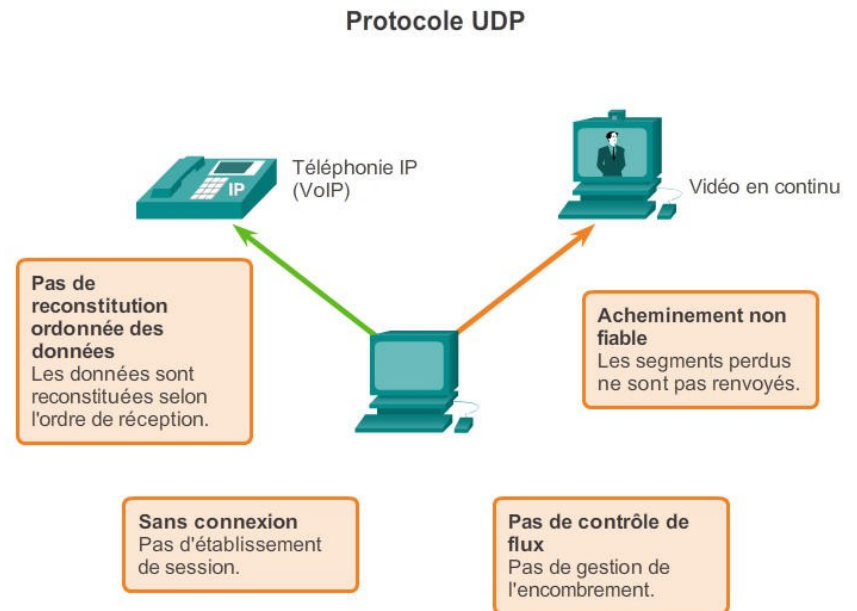 Protocole UDP
Téléphonie IP
(VoIP)
IP
Vidéo en continu
Pas de
reconstitution
ordonnée des
données
Les données sont
reconstituées selon
l'ordre de réception.
Acheminement non
fiable
Les segments perdus
ne sont pas renvoyés.
Sans connexion
Pas d'établissement
de session.
Pas de contrôle de
flux
Pas de gestion de
l'encombrement.